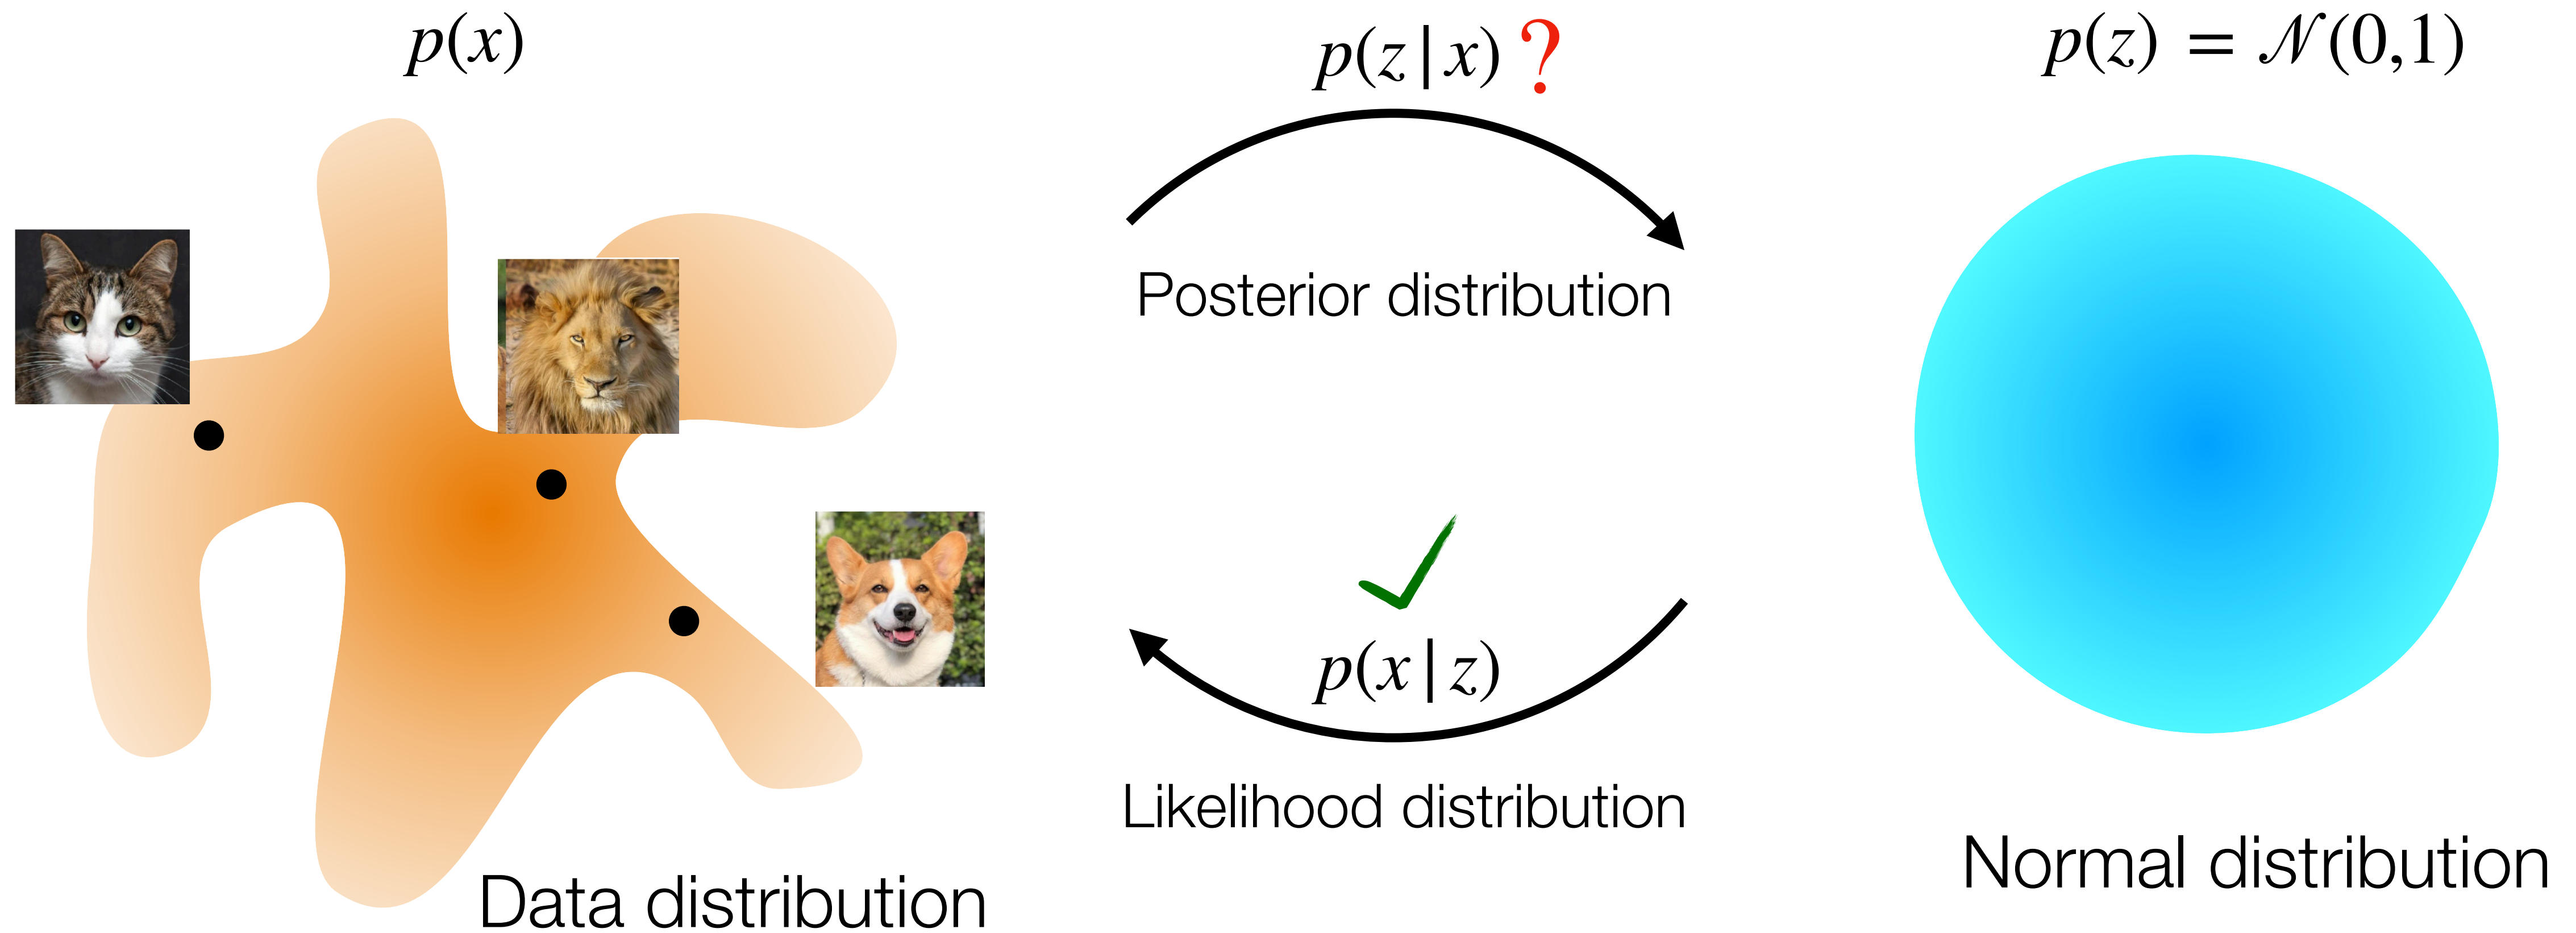 p(x)
p(z|x)?
p(z) = 𝒩(0,1)
Posterior distribution
p(x|z)
Likelihood distribution
Data distribution
Normal distribution